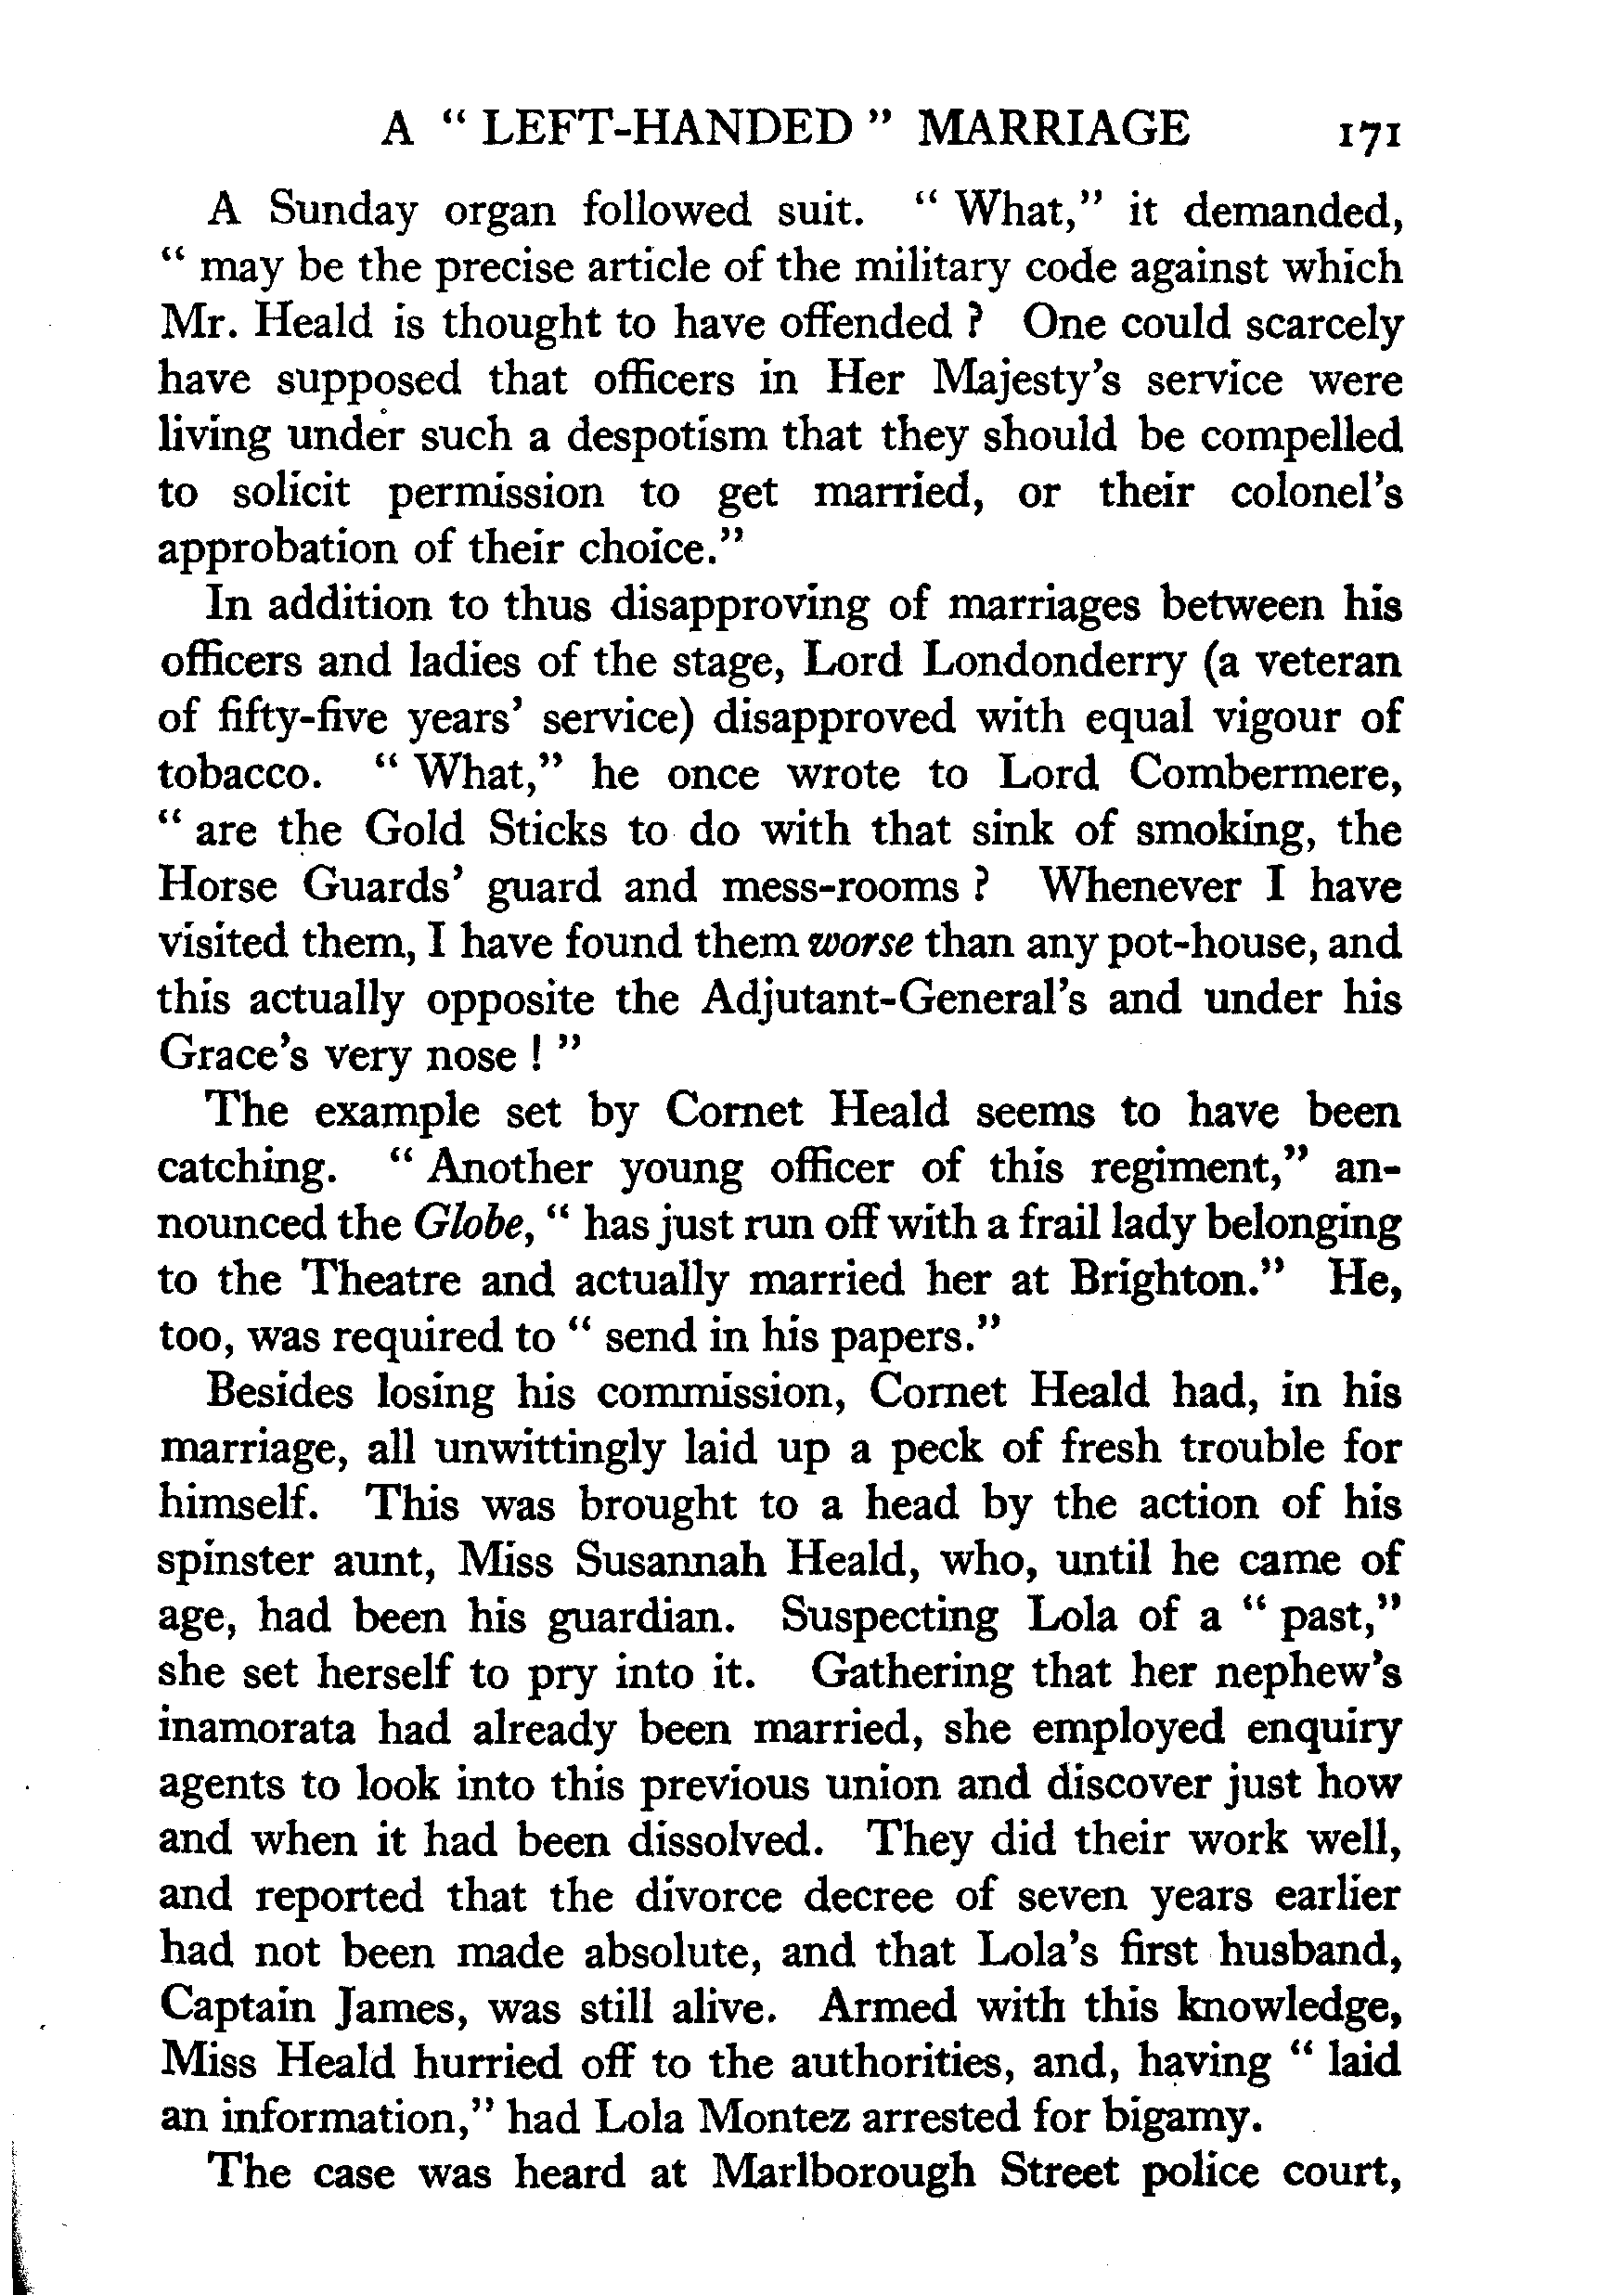 A “ LEFT-HANDED ” MARRIAGE 171
A Sunday organ followed suit. “ What,” it demanded,
“ may be the precise article of the military code against which
Mr. Heald is thought to have offended ? One could scarcely
have supposed that officers in Her Majesty’s service were
living under such a despotism that they should be compelled
to solicit permission to get married, or their colonel’s
approbation of their choice.”
In addition to thus disapproving of marriages between his
officers and ladies of the stage, Lord Londonderry (a veteran
of fifty-five years’ service) disapproved with equal vigour of
tobacco. “ What,” he once wrote to Lord Combermere,
“ are the Gold Sticks to do with that sink of smoking, the
Horse Guards’ guard and mess-rooms ? Whenever I have
visited them, I have found them worse than any pot-house, and
this actually opposite the Adjutant-General’s and under his
Grace’s very nose ! ”
The example set by Cornet Heald seems to have been
catching. “ Another young officer of this regiment,” an-
nounced the Globe, “ has just run off with a frail lady belonging
to the Theatre and actually married her at Brighton.” He,
too, was required to “ send in his papers.”
Besides losing his commission, Cornet Heald had, in his
marriage, all unwittingly laid up a peck of fresh trouble for
himself. This was brought to a head by the action of his
spinster aunt, Miss Susannah Heald, who, until he came of
age, had been his guardian. Suspecting Lola of a “ past,”
she set herself to pry into it. Gathering that her nephew’s
inamorata had already been married, she employed enquiry
agents to look into this previous union and discover just how
and when it had been dissolved. They did their work well,
and reported that the divorce decree of seven years earlier
had not been made absolute, and that Lola’s first husband,
Captain James, was still alive. Armed with this knowledge,
Miss Heald hurried off to the authorities, and, having “ laid
an information,” had Lola Montez arrested for bigamy.
The case was heard at Marlborough Street police court,